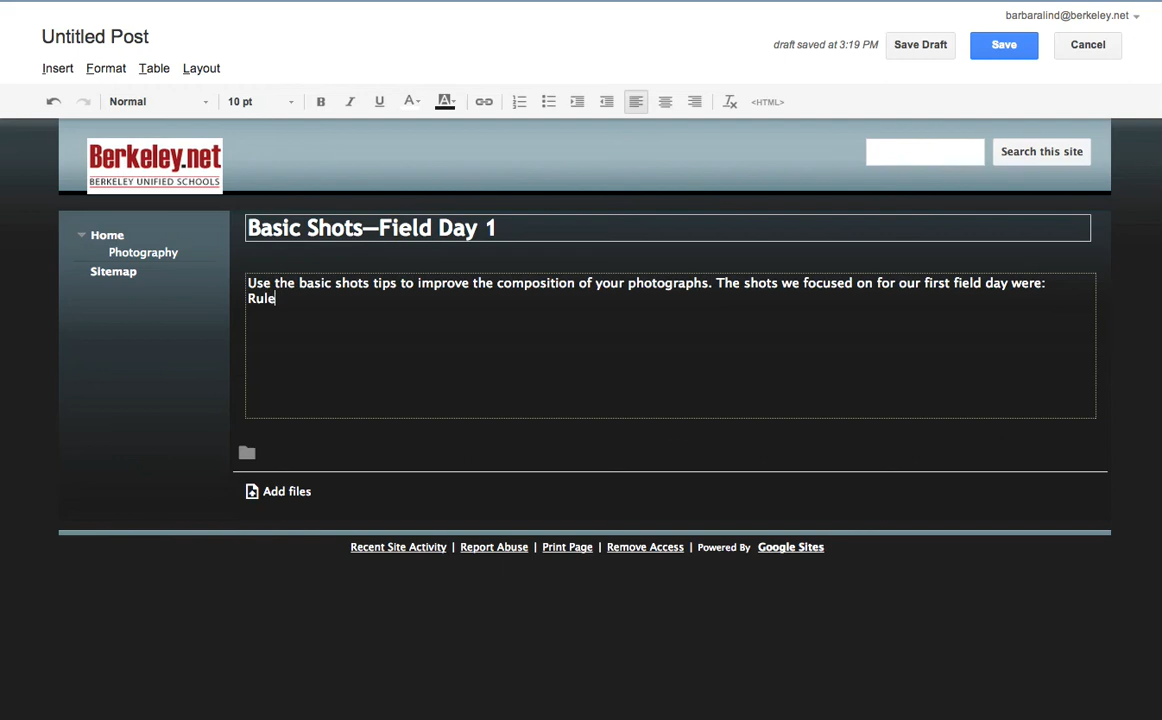 barbaralind@berkeley.net
Untitled Post
draft saved at 3:19 PM Save Draft Save Cancel
Insert Format Table Layout
Normal 10 pt B I U A A <HTML>
Berkeley.net
BERKELEY UNIFIED SCHOOLS
Search this site
Home
Photography
Sitemap
Basic Shots—Field Day 1
Use the basic shots tips to improve the composition of your photographs. The shots we focused on for our first field day were:
Rule
Add files
Recent Site Activity | Report Abuse | Print Page | Remove Access | Powered By Google Sites